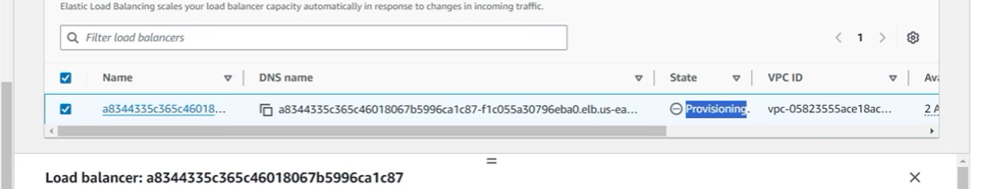 Elastic Load Balancing scales your load balancer capacity automatically in response to changes in incoming traffic.
Filter load balancers
1
Name DNS name State VPC ID Ava
a8344335c365c46018... a8344335c365c46018067b5996ca1c87-f1c055a30796eba0.elb.us-ea... Provisioning. vpc-05823555ace18ac... 2 A
Load balancer: a8344335c365c46018067b5996ca1c87